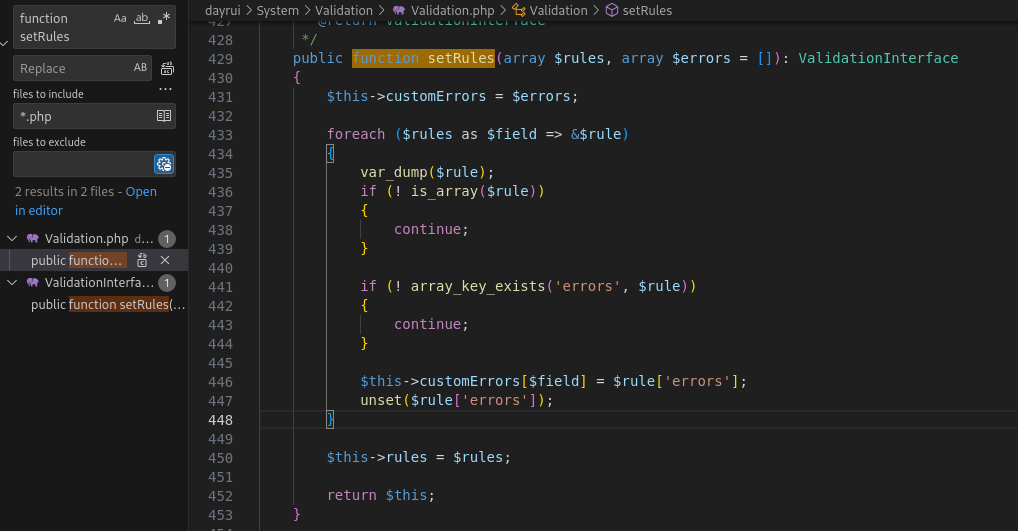 function
setRules
Aa
ab
.*
Replace
AB
...
files to include
*.php
files to exclude
2 results in 2 files - Open
in editor
Validation.php d... 1
public functio...
ValidationInterfa... 1
public function setRules(...
dayrui > System > Validation > Validation.php > Validation > setRules
427 * @return ValidationInterface
428 */
429 public function setRules(array $rules, array $errors = []): ValidationInterface
430 {
431 $this->customErrors = $errors;
432
433 foreach ($rules as $field => &$rule)
434 {
435 var_dump($rule);
436 if (! is_array($rule))
437 {
438 continue;
439 }
440
441 if (! array_key_exists('errors', $rule))
442 {
443 continue;
444 }
445
446 $this->customErrors[$field] = $rule['errors'];
447 unset($rule['errors']);
448 }
449
450 $this->rules = $rules;
451
452 return $this;
453 }